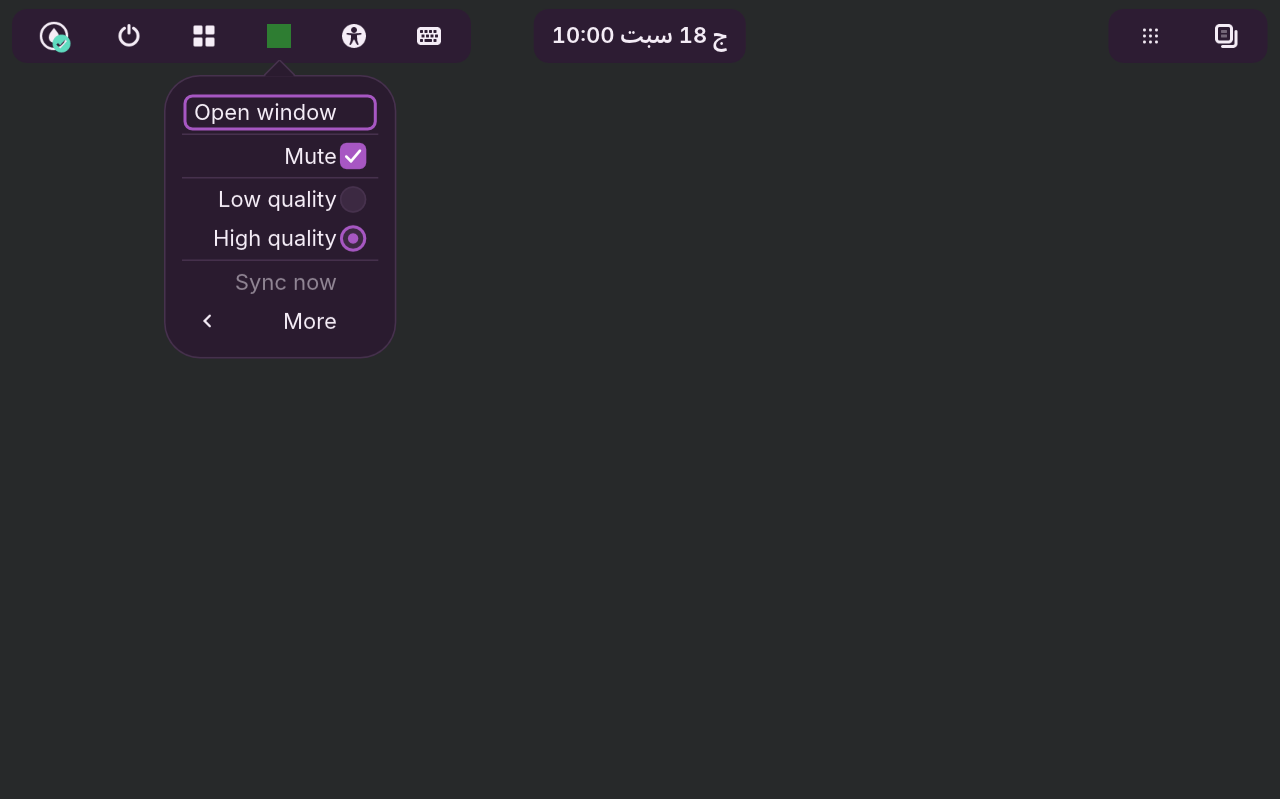 ج 18 سبت 10:00
Open window
Mute
Low quality
High quality
Sync now
More